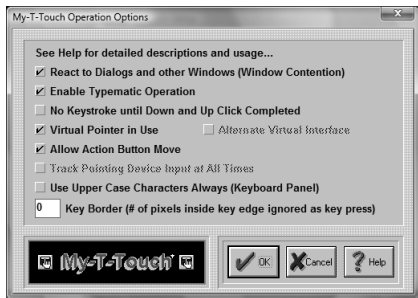 My-T-Touch Operation Options
See Help for detailed descriptions and usage...
React to Dialogs and other Windows (Window Contention)
Enable Typematic Operation
No Keystroke until Down and Up Click Completed
Virtual Pointer in Use Alternate Virtual Interface
Allow Action Button Move
Track Pointing Device Input at All Times
Use Upper Case Characters Always (Keyboard Panel)
0 Key Border (# of pixels inside key edge ignored as key press)
My-T-Touch OK Cancel Help